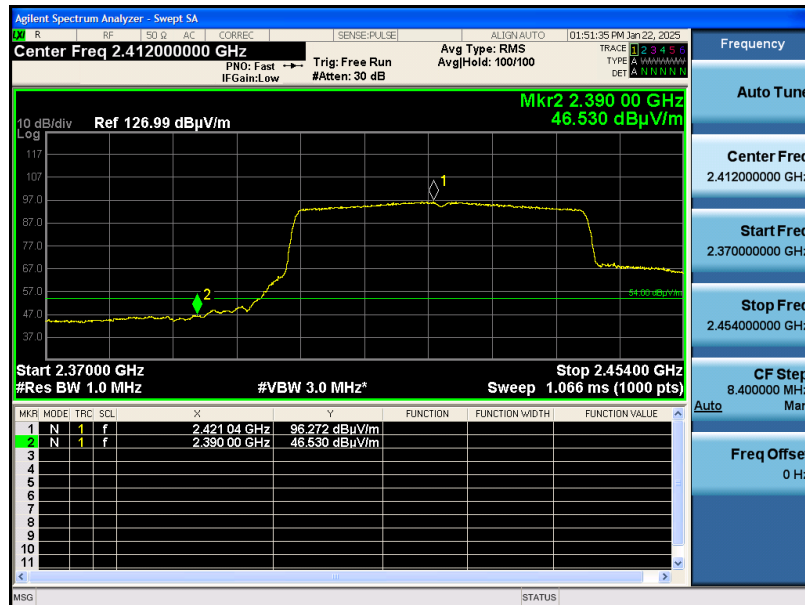 Agilent Spectrum Analyzer - Swept SA
LXI R RF 50 Ω AC CORREC SENSE:PULSE ALIGN AUTO 01:51:35 PM Jan 22, 2025
Center Freq 2.412000000 GHz
PNO: Fast
IFGain:Low
Trig: Free Run
#Atten: 30 dB
Avg Type: RMS
Avg|Hold: 100/100
TRACE 1 2 3 4 5 6
TYPE A WWWWW
DET A N N N N N
Mkr2 2.390 00 GHz
46.530 dBµV/m
10 dB/div Ref 126.99 dBµV/m
Log
117
107
97.0
87.0
77.0
67.0
57.0
47.0
37.0
1
2
54.00 dBµV/m
Start 2.37000 GHz Stop 2.45400 GHz
#Res BW 1.0 MHz #VBW 3.0 MHz* Sweep 1.066 ms (1000 pts)
MKR MODE TRC SCL X Y FUNCTION FUNCTION WIDTH FUNCTION VALUE
1 N 1 f 2.421 04 GHz 96.272 dBµV/m
2 N 1 f 2.390 00 GHz 46.530 dBµV/m
3
4
5
6
7
8
9
10
11
MSG STATUS
Frequency
Auto Tune
Center Freq
2.412000000 GHz
Start Freq
2.370000000 GHz
Stop Freq
2.454000000 GHz
CF Step
8.400000 MHz
Auto Man
Freq Offset
0 Hz